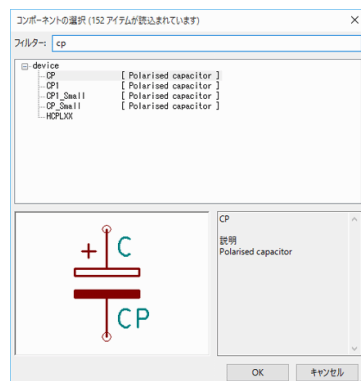 コンポーネントの選択 (152 アイテムが読込まれています)
フィルター: cp
device
CP [ Polarised capacitor ]
CP1 [ Polarised capacitor ]
CP1_Small [ Polarised capacitor ]
CP_Small [ Polarised capacitor ]
HCPLXX
+ C
CP
CP
説明
Polarised capacitor
OK キャンセル